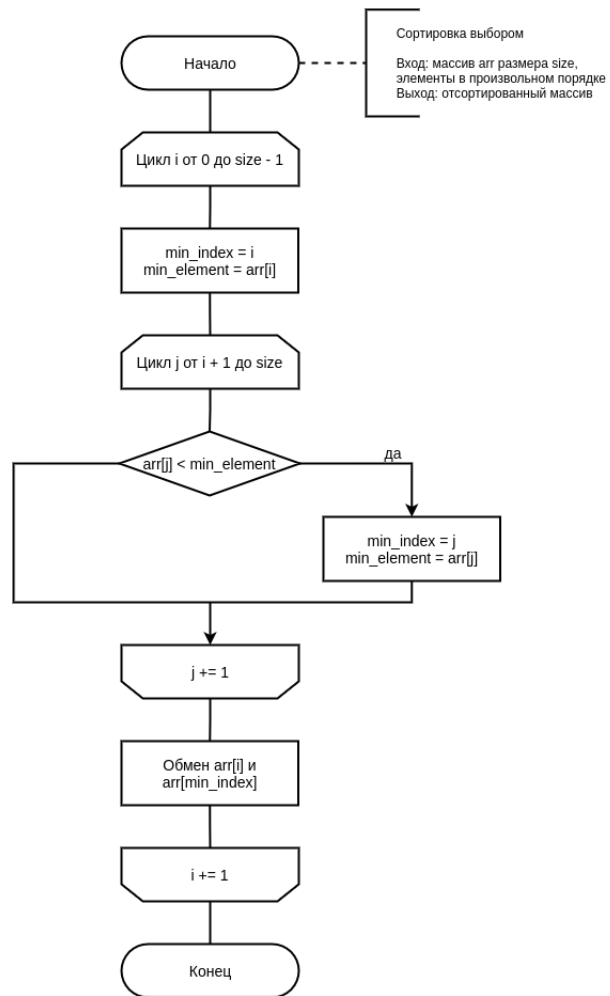 Начало
Сортировка выбором
Вход: массив arr размера size,
элементы в произвольном порядке
Выход: отсортированный массив
Цикл i от 0 до size - 1
min_index = i
min_element = arr[i]
Цикл j от i + 1 до size
arr[j] < min_element
да
min_index = j
min_element = arr[j]
j += 1
Обмен arr[i] и
arr[min_index]
i += 1
Конец